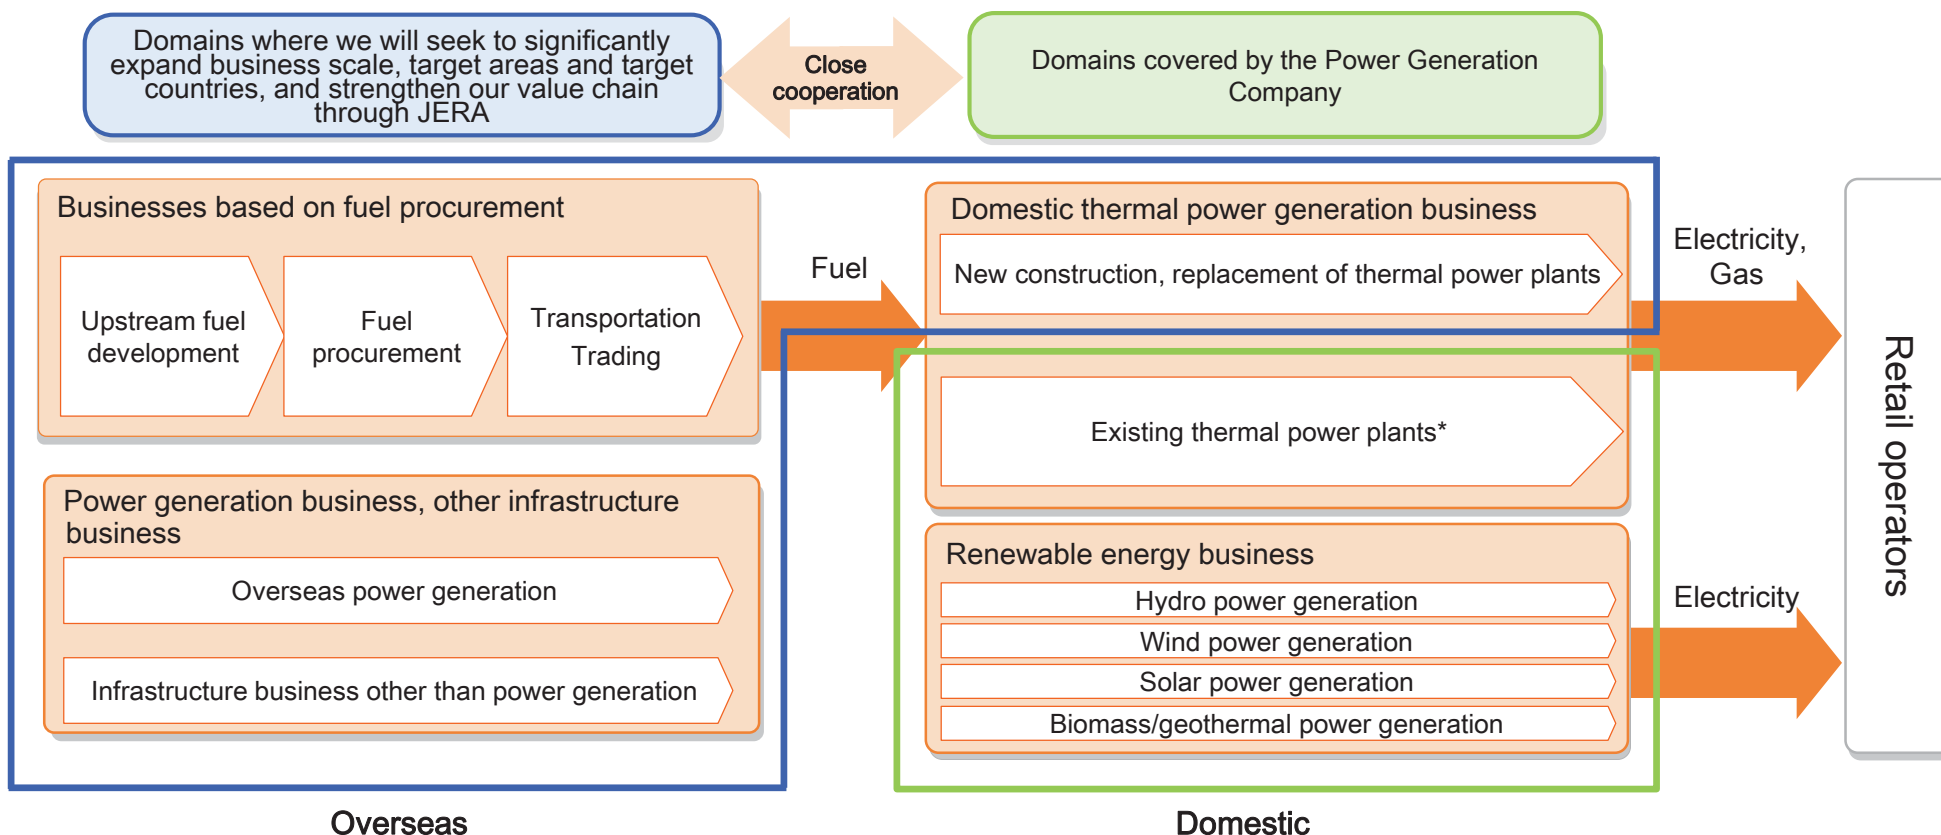 Domains where we will seek to significantly
expand business scale, target areas and target
countries, and strengthen our value chain
through JERA
Close
cooperation
Domains covered by the Power Generation
Company
Businesses based on fuel procurement
Upstream fuel
development
Fuel
procurement
Transportation
Trading
Fuel
Domestic thermal power generation business
New construction, replacement of thermal power plants
Existing thermal power plants*
Electricity,
Gas
Retail operators
Power generation business, other infrastructure
business
Overseas power generation
Infrastructure business other than power generation
Renewable energy business
Hydro power generation
Wind power generation
Solar power generation
Biomass/geothermal power generation
Electricity
Overseas
Domestic